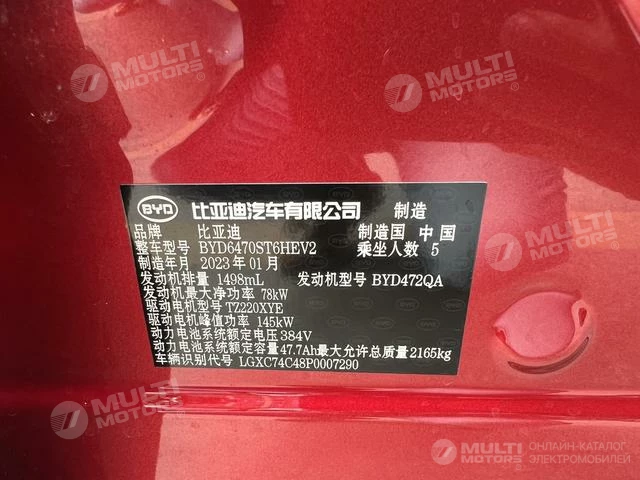 BYD 比亚迪汽车有限公司 制造
品牌 比亚迪 制造国 中国
整车型号 BYD6470ST6HEV2 乘坐人数 5
制造年月 2023年01月
发动机排量 1498mL 发动机型号 BYD472QA
发动机最大净功率 78kW
驱动电机型号 TZ220XYE
驱动电机峰值功率 145kW
动力电池系统额定电压 384V
动力电池系统额定容量 47.7Ah 最大允许总质量 2165kg
车辆识别代号 LGXC74C48P0007290
MULTI MOTORS
MULTI MOTORS
MULTI MOTORS
MULTI MOTORS
MULTI MOTORS ОНЛАЙН-КАТАЛОГ ЭЛЕКТРОМОБИЛЕЙ